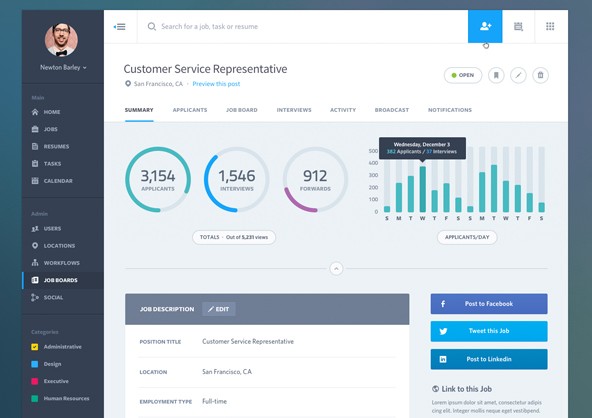 Search for a job, task or resume
Newton Barley
Main
HOME
JOBS
RESUMES
TASKS
CALENDAR
Admin
USERS
LOCATIONS
WORKFLOWS
JOB BOARDS
SOCIAL
Categories
Administrative
Design
Executive
Human Resources
Customer Service Representative
San Francisco, CA · Preview this post
OPEN
SUMMARY APPLICANTS JOB BOARD INTERVIEWS ACTIVITY BROADCAST NOTIFICATIONS
3,154
APPLICANTS
1,546
INTERVIEWS
912
FORWARDS
TOTALS · Out of 5,231 views
Wednesday, December 3
382 Applicants / 37 Interviews
500
400
300
200
100
0
S M T W T F S S M T W T F S
APPLICANTS/DAY
JOB DESCRIPTION EDIT
POSITION TITLE Customer Service Representative
LOCATION San Francisco, CA
EMPLOYMENT TYPE Full-time
Post to Facebook
Tweet this Job
Post to Linkedin
Link to this Job
Lorem ipsum dolor sit amet, consectetur adipis
cing elit. Integer mollis neque eget vestibulum